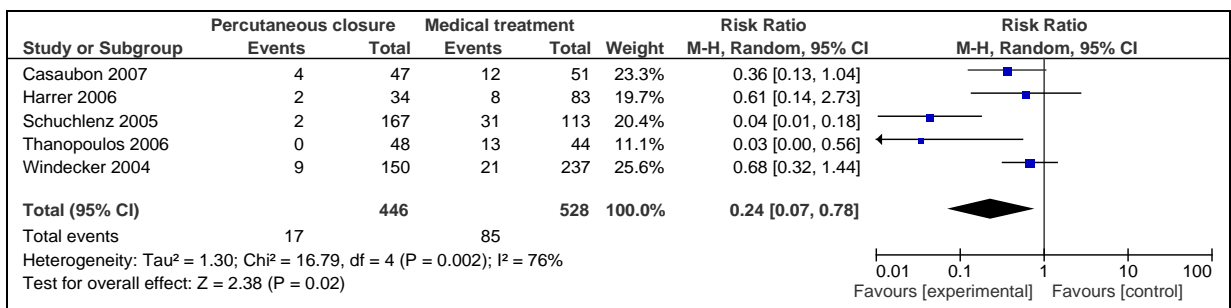 Percutaneous closure Medical treatment Risk Ratio Risk Ratio
Study or Subgroup Events Total Events Total Weight M-H, Random, 95% CI M-H, Random, 95% CI
Casaubon 2007 4 47 12 51 23.3% 0.36 [0.13, 1.04]
Harrer 2006 2 34 8 83 19.7% 0.61 [0.14, 2.73]
Schuchlenz 2005 2 167 31 113 20.4% 0.04 [0.01, 0.18]
Thanopoulos 2006 0 48 13 44 11.1% 0.03 [0.00, 0.56]
Windecker 2004 9 150 21 237 25.6% 0.68 [0.32, 1.44]
Total (95% CI) 446 528 100.0% 0.24 [0.07, 0.78]
Total events 17 85
Heterogeneity: Tau² = 1.30; Chi² = 16.79, df = 4 (P = 0.002); I² = 76%
Test for overall effect: Z = 2.38 (P = 0.02)
0.01 0.1 1 10 100
Favours [experimental] Favours [control]